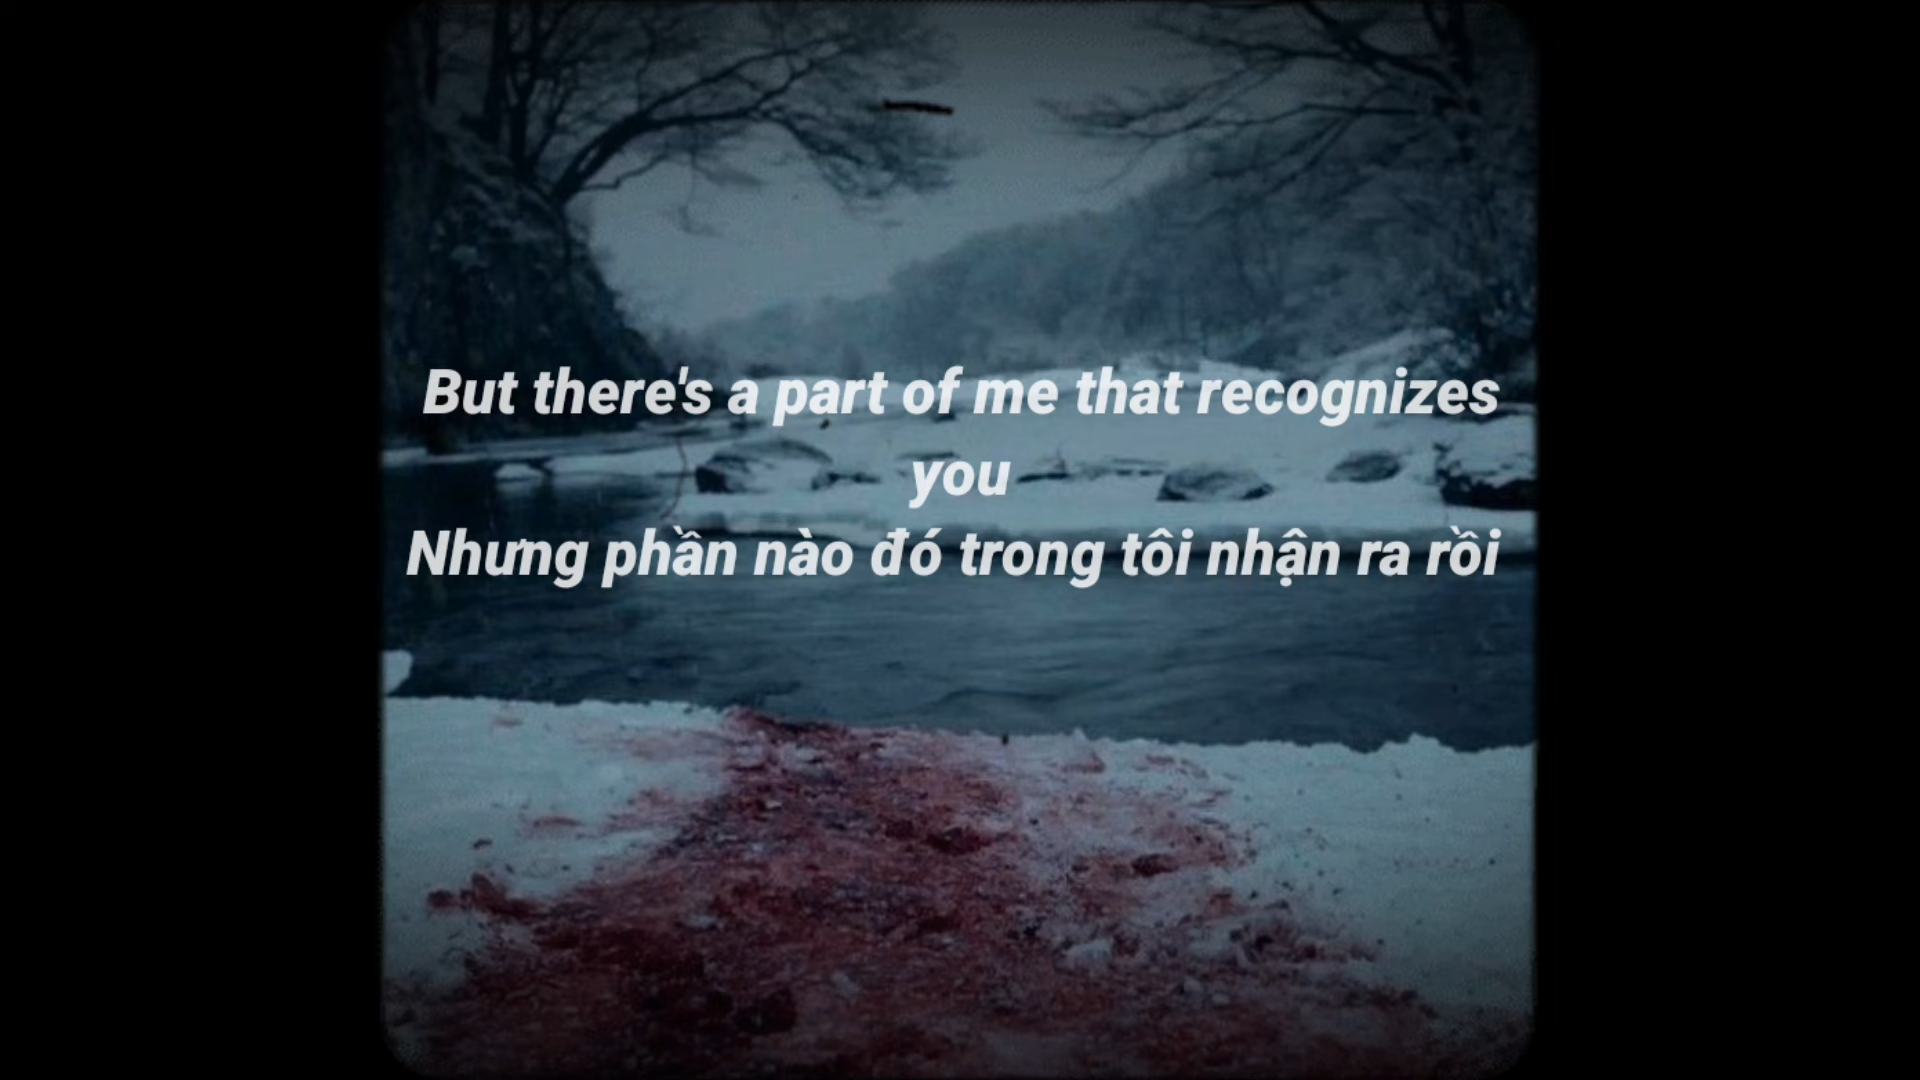 But there's a part of me that recognizes
you
Nhưng phần nào đó trong tôi nhận ra rồi